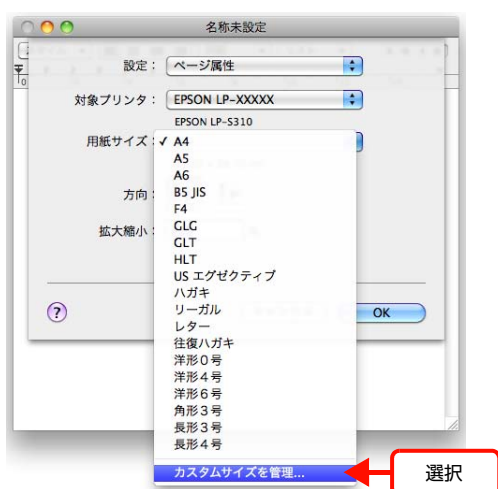 名称未設定
設定： ページ属性
対象プリンタ： EPSON LP-XXXXX
EPSON LP-S310
用紙サイズ： ✓ A4
A5
A6
方向： B5 JIS
F4
拡大縮小： GLG
GLT
HLT
US エグゼクティブ
ハガキ
? リーガル OK
レター
往復ハガキ
洋形0号
洋形4号
洋形6号
角形3号
長形3号
長形4号
カスタムサイズを管理... 選択